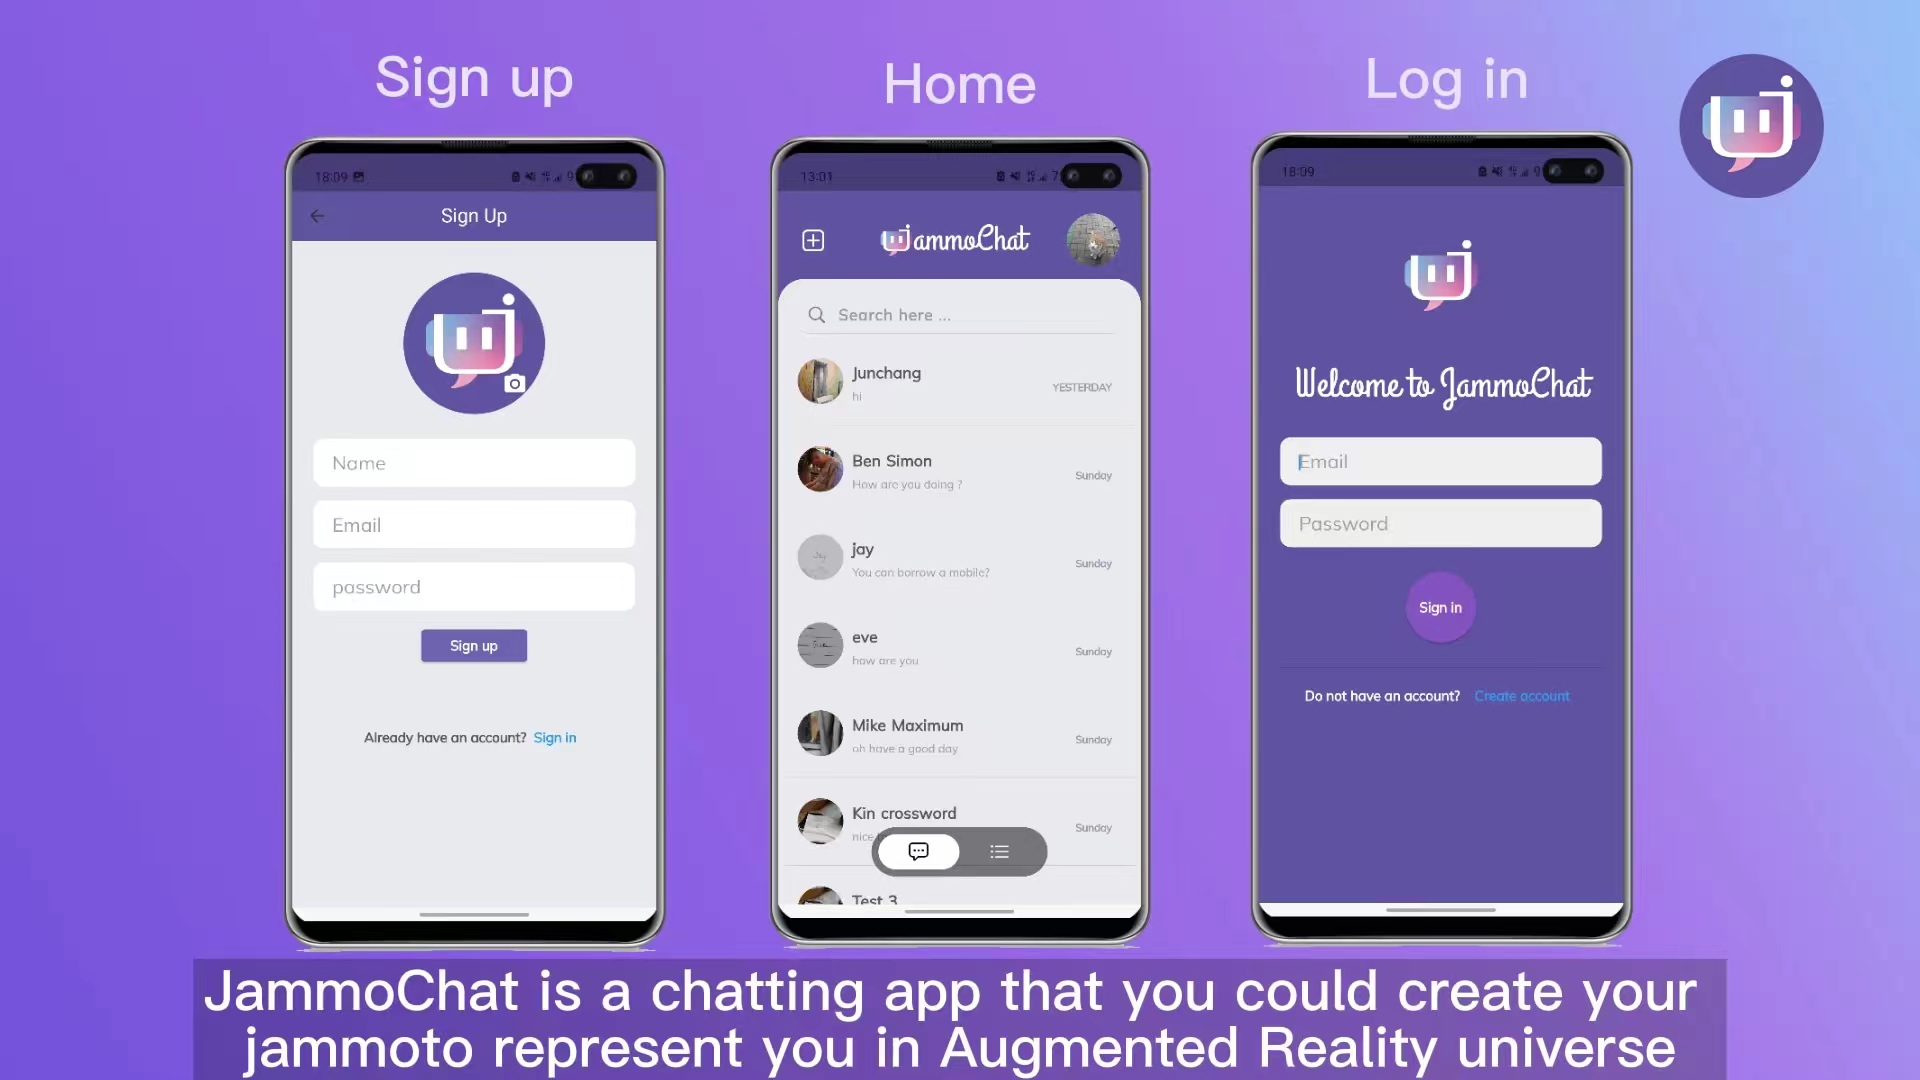 Sign up
Home
Log in
18:09
Sign Up
Name
Email
password
Sign up
Already have an account? Sign in
13:01
jammoChat
Search here ...
Junchang
hi
YESTERDAY
Ben Simon
How are you doing ?
Sunday
jay
You can borrow a mobile?
Sunday
eve
how are you
Sunday
Mike Maximum
oh have a good day
Sunday
Kin crossword
nice
Sunday
Test 3
18:09
Welcome to JammoChat
Email
Password
Sign in
Do not have an account? Create account
JammoChat is a chatting app that you could create your
jammoto represent you in Augmented Reality universe